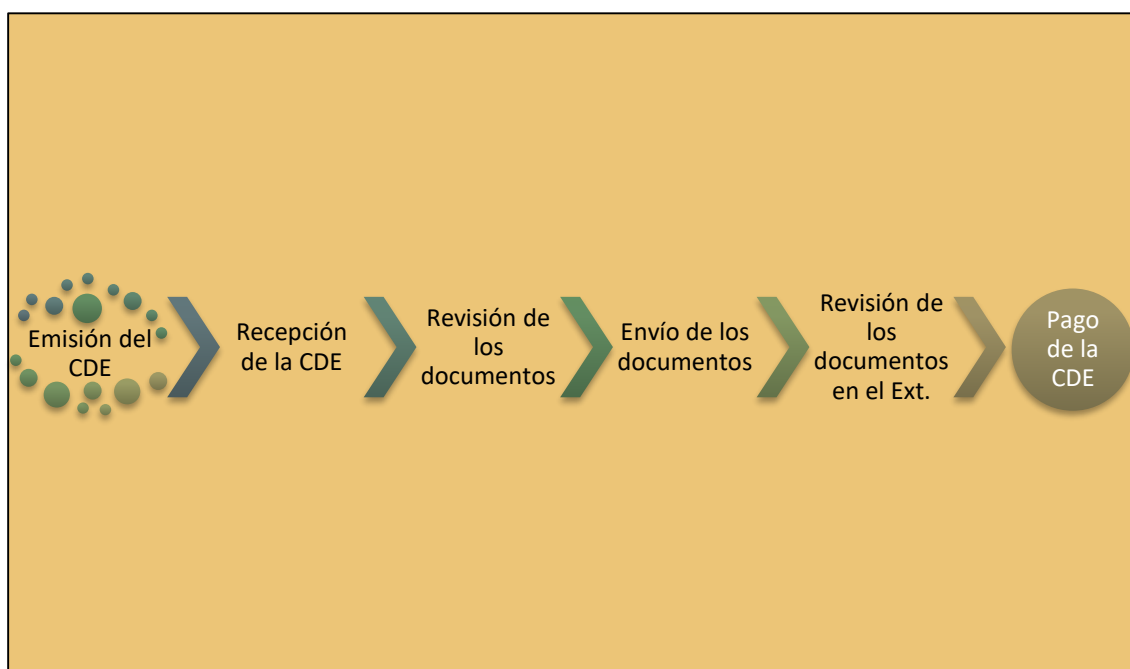 Emisión del
CDE
Recepción
de la CDE
Revisión de
los
documentos
Envío de los
documentos
Revisión de
los
documentos
en el Ext.
Pago
de la
CDE